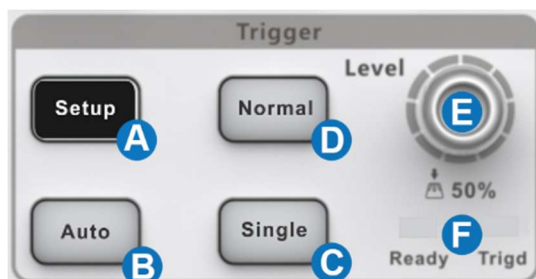 Trigger
Level
Setup
A
Normal
D
E
50%
Auto
B
Single
C
F
Ready Trigd